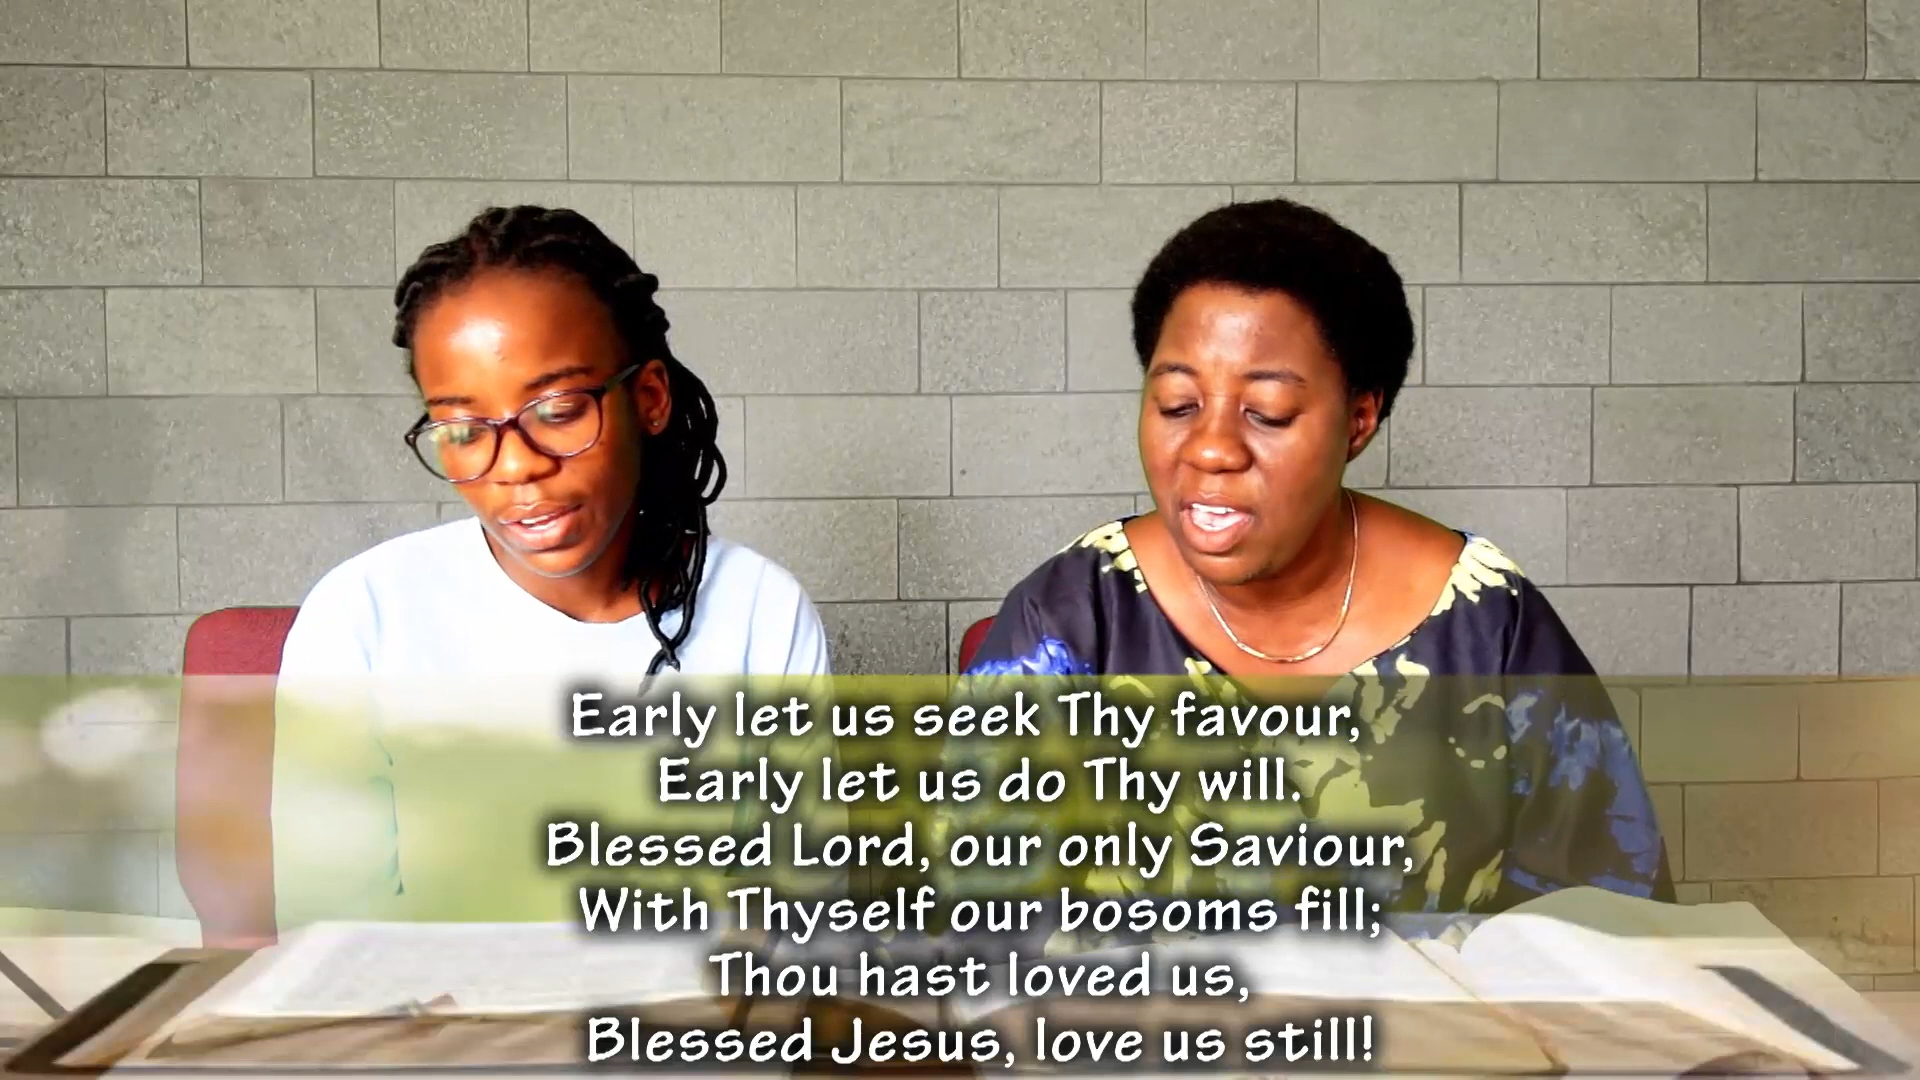 Early let us seek Thy favour,
Early let us do Thy will.
Blessed Lord, our only Saviour,
With Thyself our bosoms fill;
Thou hast loved us,
Blessed Jesus, love us still!